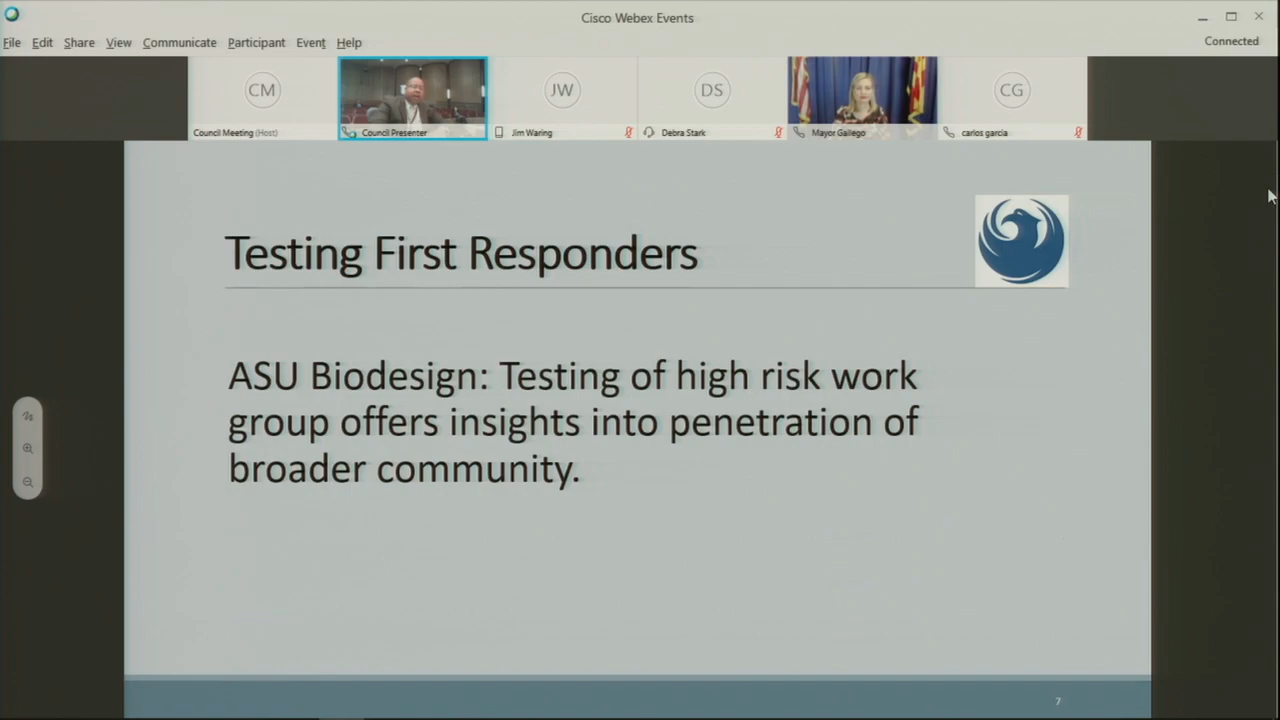 Cisco Webex Events
File Edit Share View Communicate Participant Event Help
Connected
CM
JW
DS
CG
Council Meeting (Host)
Council Presenter
Jim Waring
Debra Stark
Mayor Gallego
carlos garcia
Testing First Responders
ASU Biodesign: Testing of high risk work
group offers insights into penetration of
broader community.
7